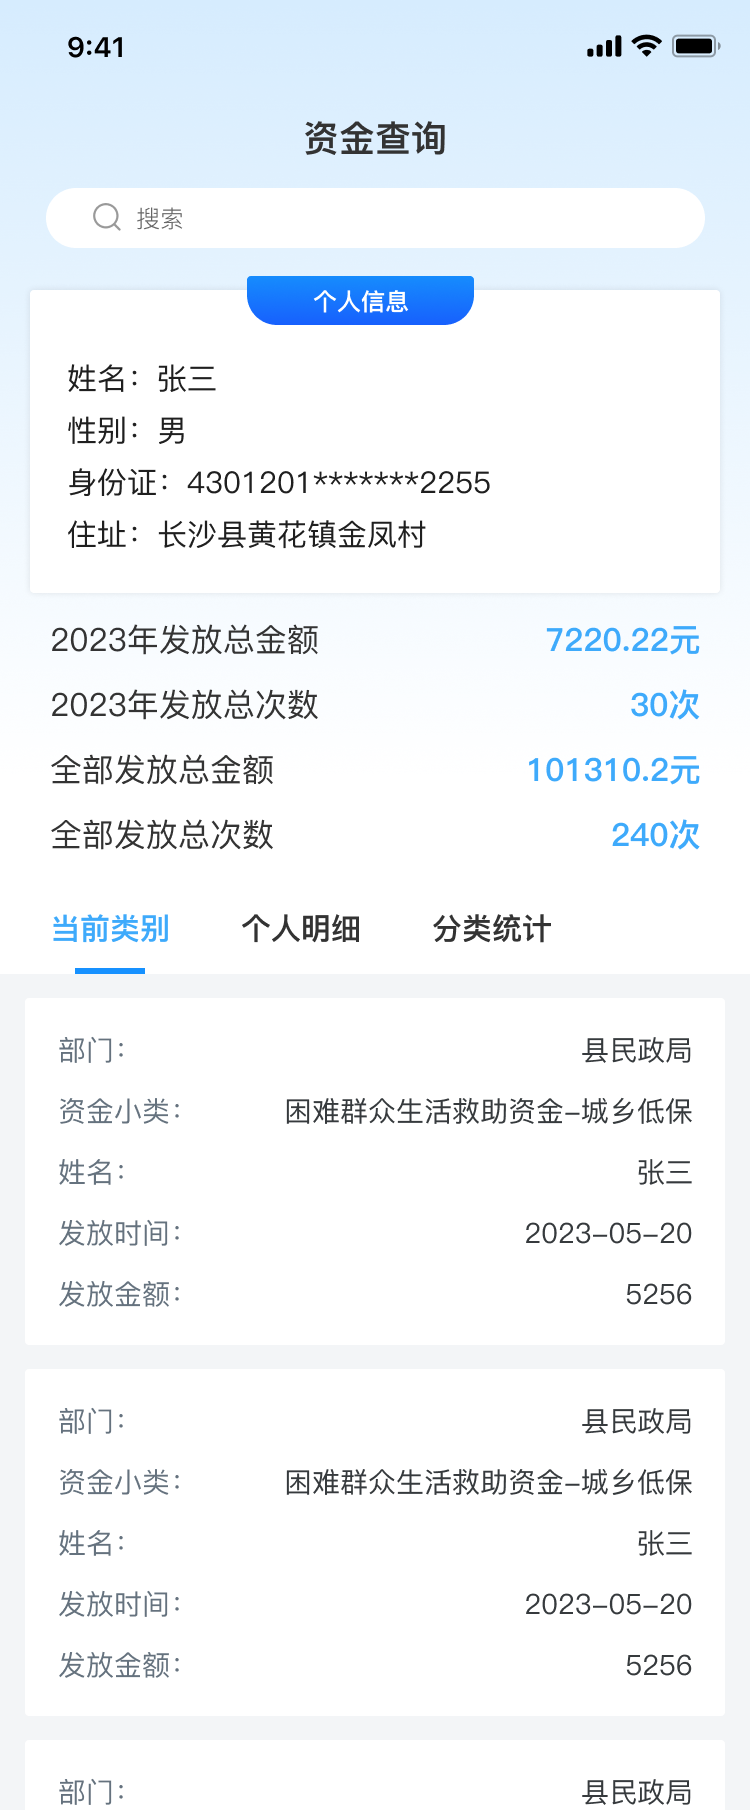 9:41
资金查询
搜索
个人信息
姓名：张三
性别：男
身份证：4301201*******2255
住址：长沙县黄花镇金凤村
2023年发放总金额 7220.22元
2023年发放总次数 30次
全部发放总金额 101310.2元
全部发放总次数 240次
当前类别 个人明细 分类统计
部门： 县民政局
资金小类： 困难群众生活救助资金-城乡低保
姓名： 张三
发放时间： 2023-05-20
发放金额： 5256
部门： 县民政局
资金小类： 困难群众生活救助资金-城乡低保
姓名： 张三
发放时间： 2023-05-20
发放金额： 5256
部门： 县民政局